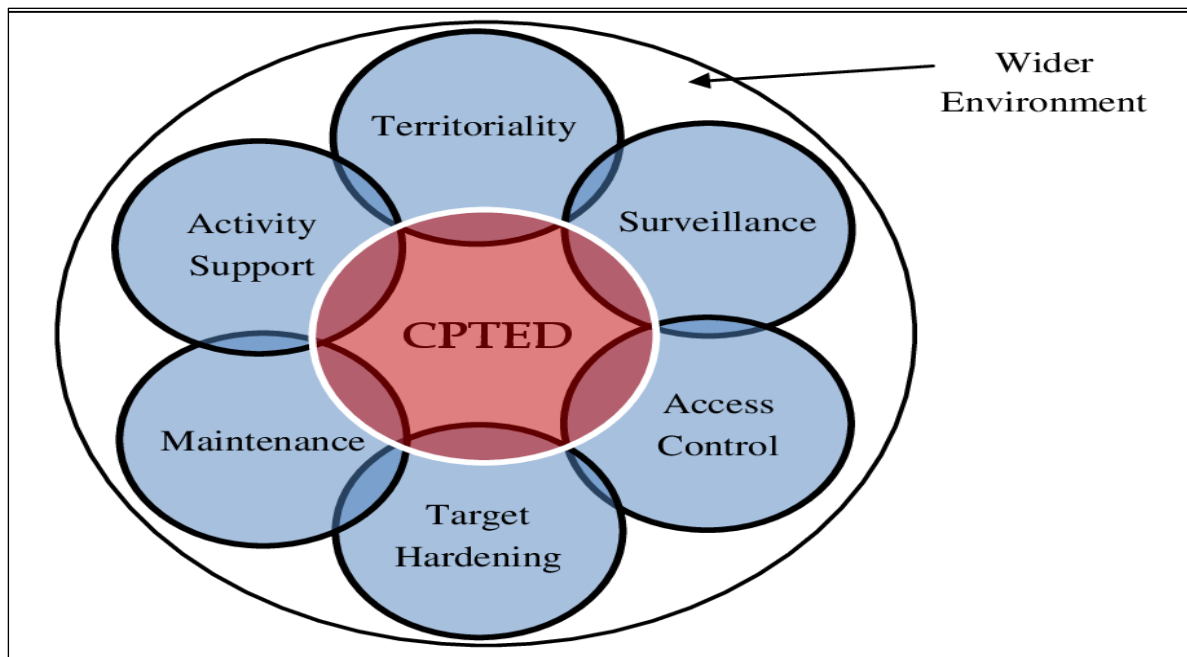 Wider
Environment
Territoriality
Surveillance
Activity
Support
CPTED
Access
Control
Maintenance
Target
Hardening